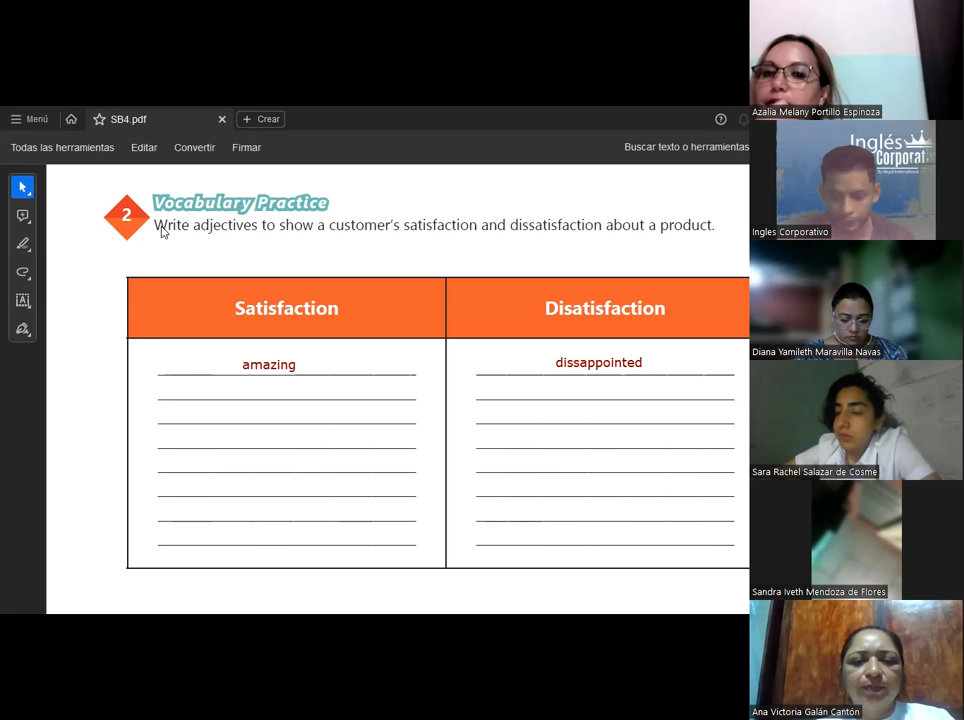 Menú
SB4.pdf
Crear
Todas las herramientas
Editar
Convertir
Firmar
Buscar texto o herramientas
2
Vocabulary Practice
Write adjectives to show a customer's satisfaction and dissatisfaction about a product.
Satisfaction
Disatisfaction
amazing
dissappointed
Azalia Melany Portillo Espinoza
Inglés
Corporati
Ingles Corporativo
Diana Yamileth Maravilla Navas
Sara Rachel Salazar de Cosme
Sandra Iveth Mendoza de Flores
Ana Victoria Galán Cantón